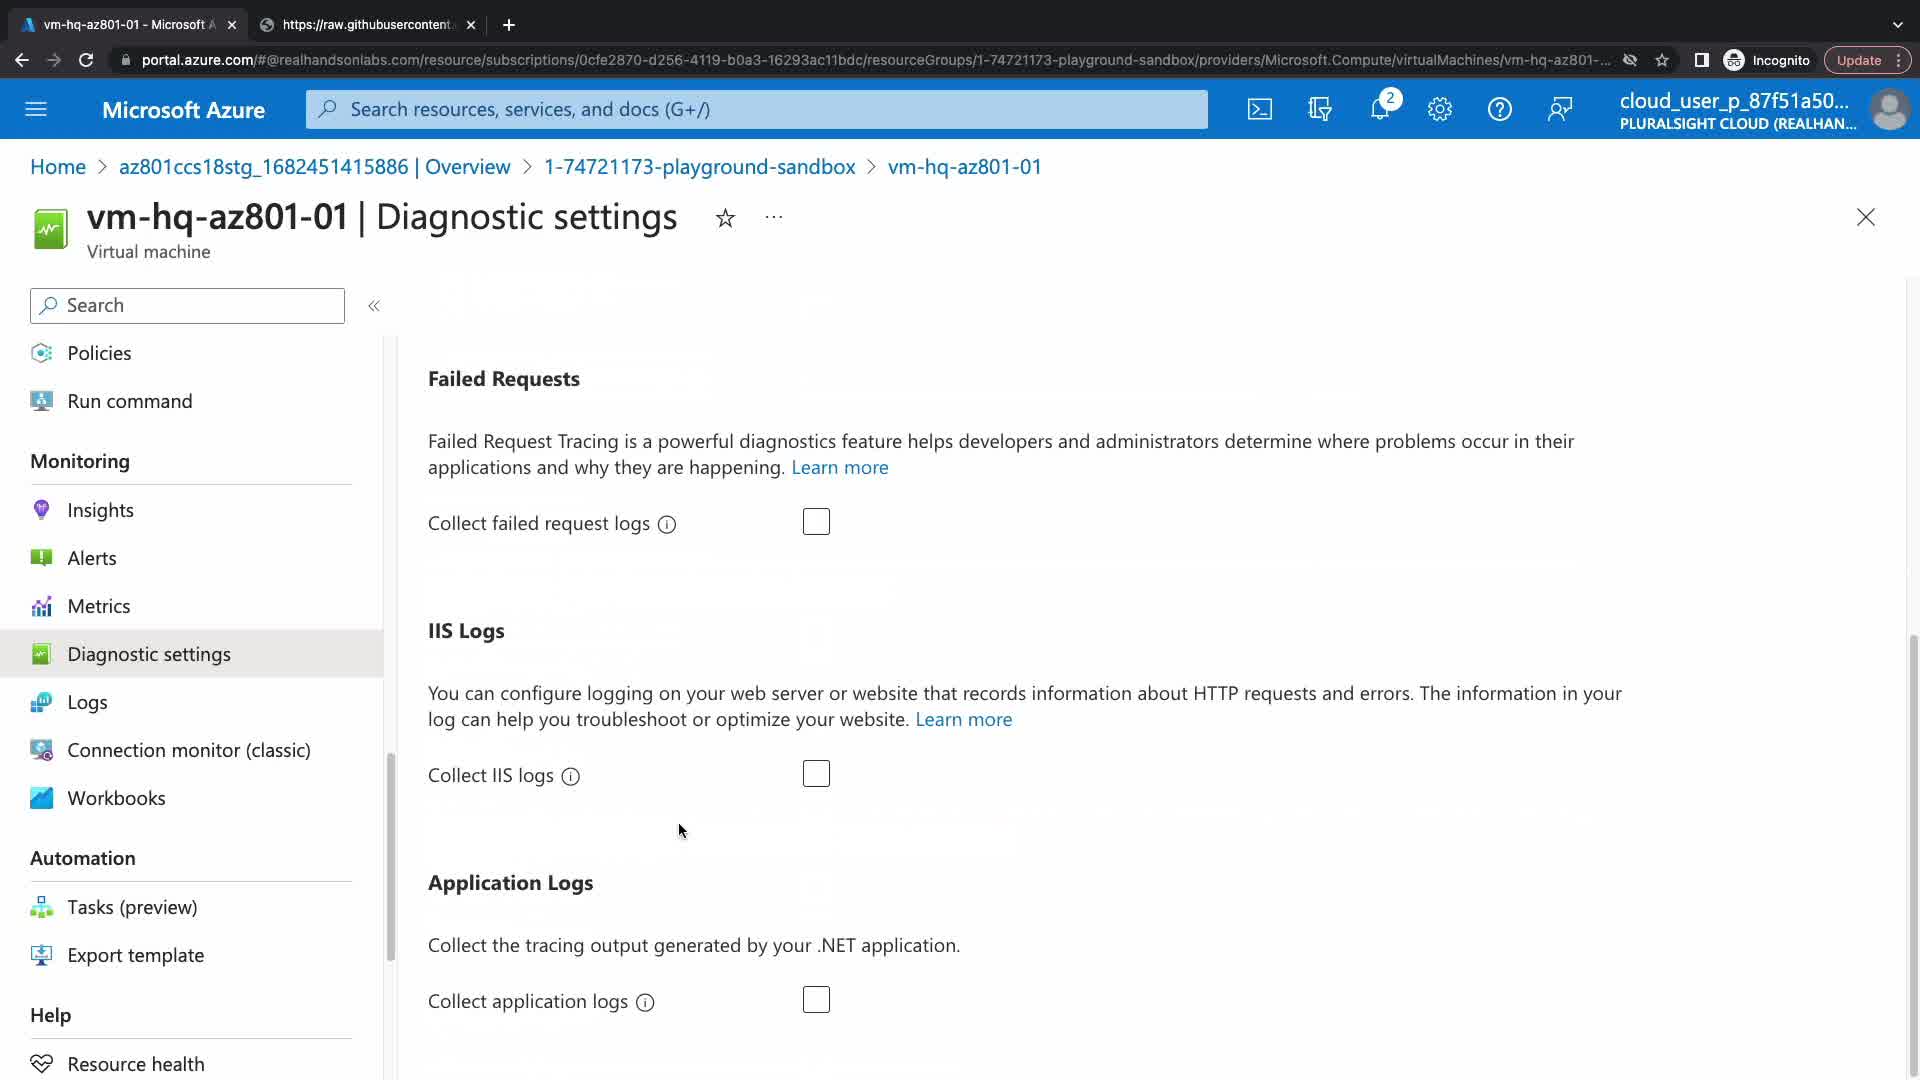 vm-hq-az801-01 - Microsoft A
https://raw.githubusercontent.
portal.azure.com/#@realhandsonlabs.com/resource/subscriptions/0cfe2870-d256-4119-b0a3-16293ac11bdc/resourceGroups/1-74721173-playground-sandbox/providers/Microsoft.Compute/virtualMachines/vm-hq-az801-...
Incognito
Update
Microsoft Azure
Search resources, services, and docs (G+/)
2
cloud_user_p_87f51a50...
PLURALSIGHT CLOUD (REALHAN...
Home > az801ccs18stg_1682451415886 | Overview > 1-74721173-playground-sandbox > vm-hq-az801-01
vm-hq-az801-01 | Diagnostic settings
Virtual machine
Search
Policies
Run command
Monitoring
Insights
Alerts
Metrics
Diagnostic settings
Logs
Connection monitor (classic)
Workbooks
Automation
Tasks (preview)
Export template
Help
Resource health
Failed Requests
Failed Request Tracing is a powerful diagnostics feature helps developers and administrators determine where problems occur in their
applications and why they are happening. Learn more
Collect failed request logs
IIS Logs
You can configure logging on your web server or website that records information about HTTP requests and errors. The information in your
log can help you troubleshoot or optimize your website. Learn more
Collect IIS logs
Application Logs
Collect the tracing output generated by your .NET application.
Collect application logs